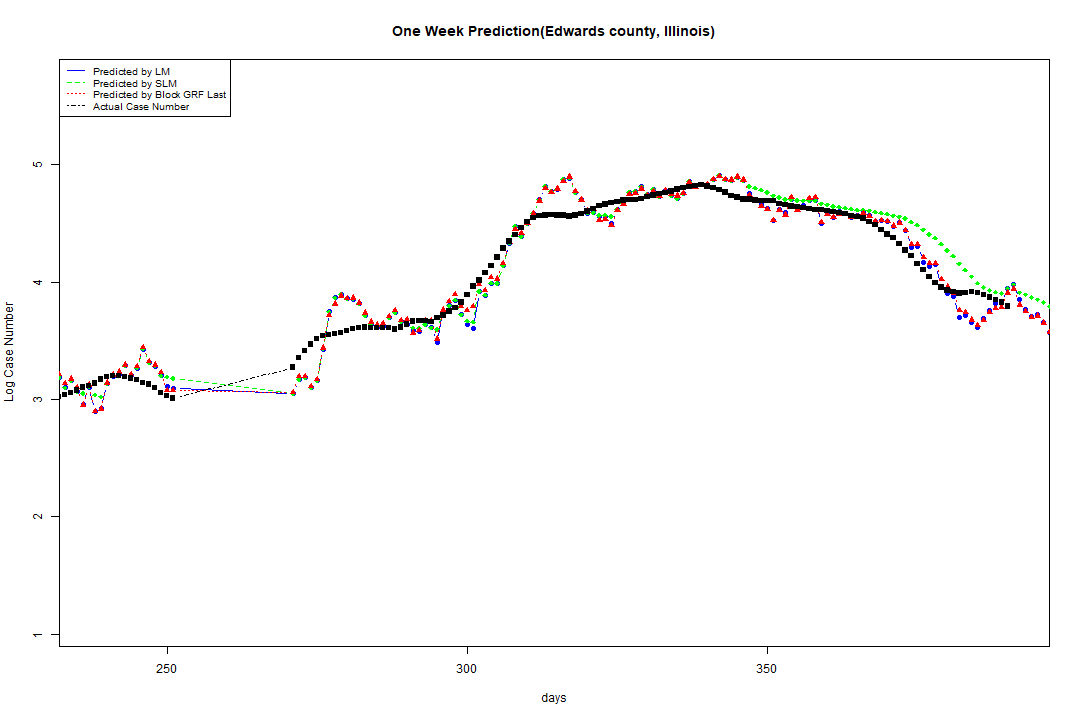 One Week Prediction(Edwards county, Illinois)
Predicted by LM
Predicted by SLM
Predicted by Block GRF Last
Actual Case Number
5
4
3
2
1
Log Case Number
250 300 350
days